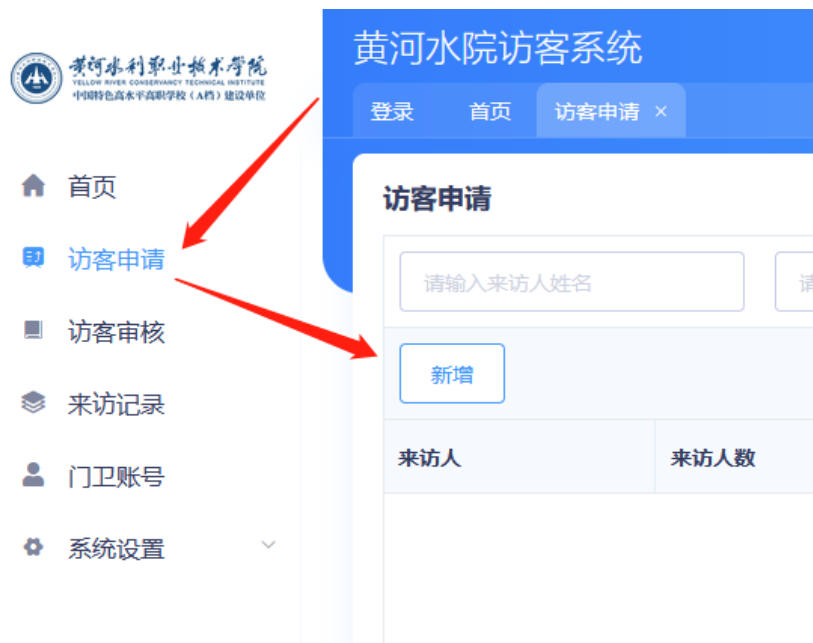 黄河水利职业技术学院
YELLOW RIVER CONSERVANCY TECHNICAL INSTITUTE
中国特色高水平高职学校（A档）建设单位
首页
访客申请
访客审核
来访记录
门卫账号
系统设置
黄河水院访客系统
登录 首页 访客申请 ×
访客申请
请输入来访人姓名 请
新增
来访人 来访人数